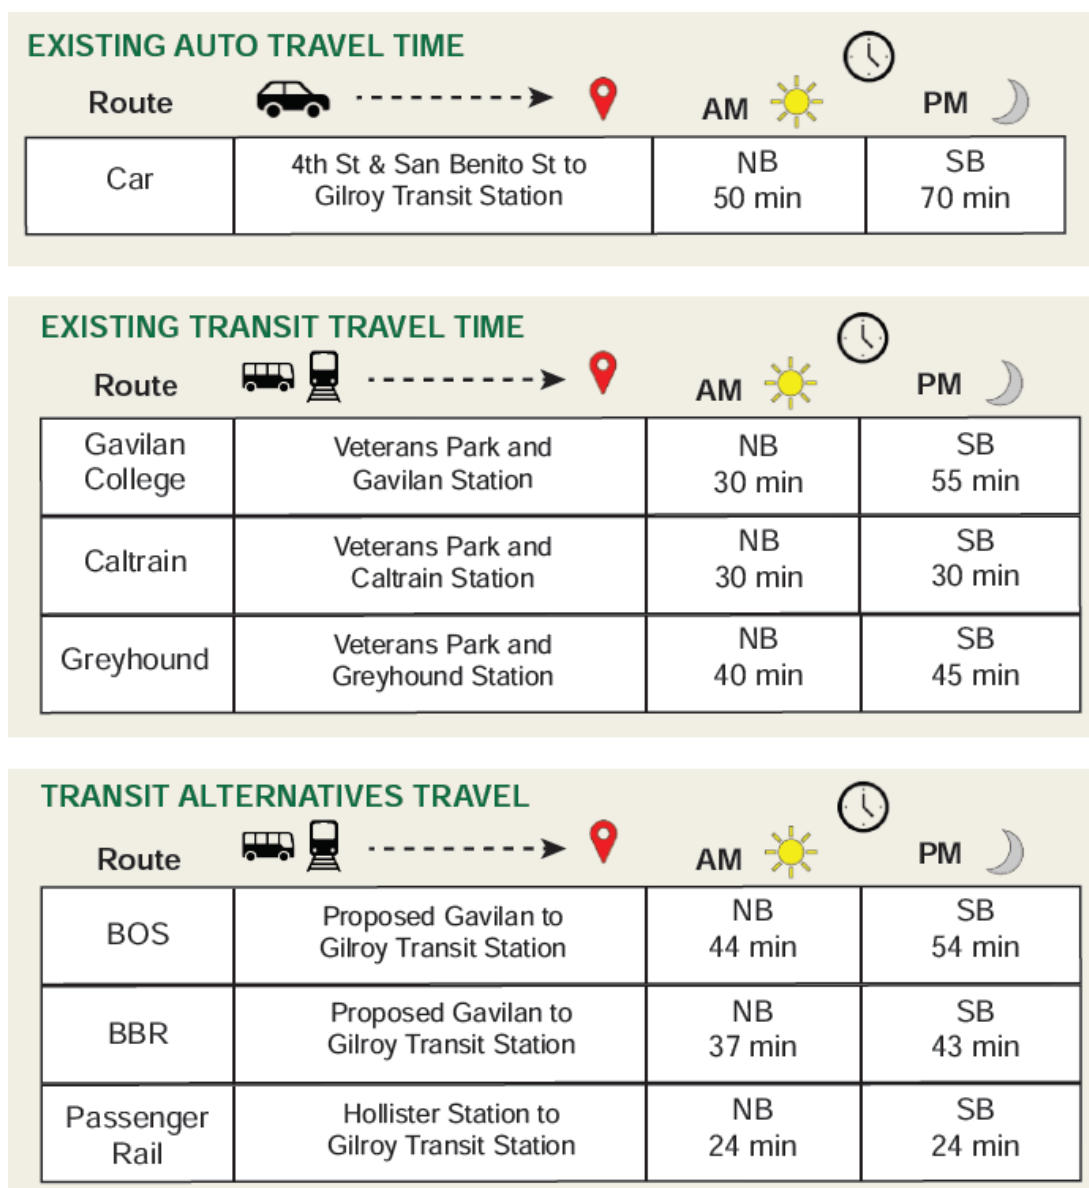 EXISTING AUTO TRAVEL TIME
Route
AM
PM
Car
4th St & San Benito St to
Gilroy Transit Station
NB
50 min
SB
70 min
EXISTING TRANSIT TRAVEL TIME
Route
AM
PM
Gavilan
College
Veterans Park and
Gavilan Station
NB
30 min
SB
55 min
Caltrain
Veterans Park and
Caltrain Station
NB
30 min
SB
30 min
Greyhound
Veterans Park and
Greyhound Station
NB
40 min
SB
45 min
TRANSIT ALTERNATIVES TRAVEL
Route
AM
PM
BOS
Proposed Gavilan to
Gilroy Transit Station
NB
44 min
SB
54 min
BBR
Proposed Gavilan to
Gilroy Transit Station
NB
37 min
SB
43 min
Passenger
Rail
Hollister Station to
Gilroy Transit Station
NB
24 min
SB
24 min